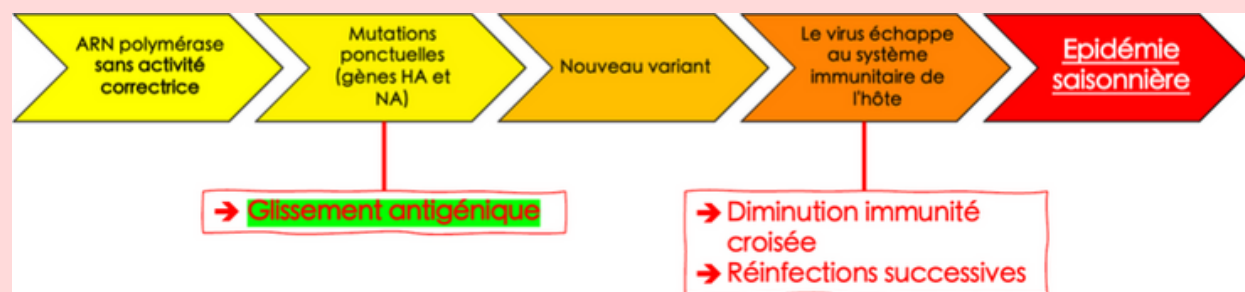 ARN polymérase
sans activité
correctrice
Mutations
ponctuelles
(gènes HA et
NA)
Nouveau variant
Le virus échappe
au système
immunitaire de
l'hôte
Epidémie
saisonnière
➔ Glissement antigénique
➔ Diminution immunité
croisée
➔ Réinfections successives